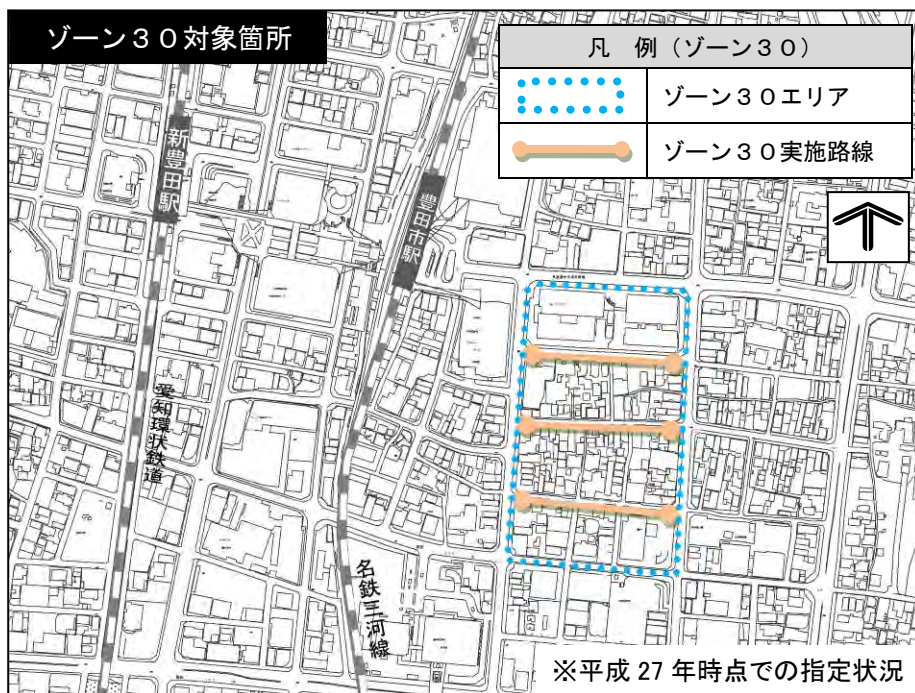 ゾーン３０対象箇所
凡　例（ゾーン３０）
ゾーン３０エリア
ゾーン３０実施路線
新豊田駅
豊田市駅
愛知環状鉄道
名鉄三河線
※平成 27 年時点での指定状況